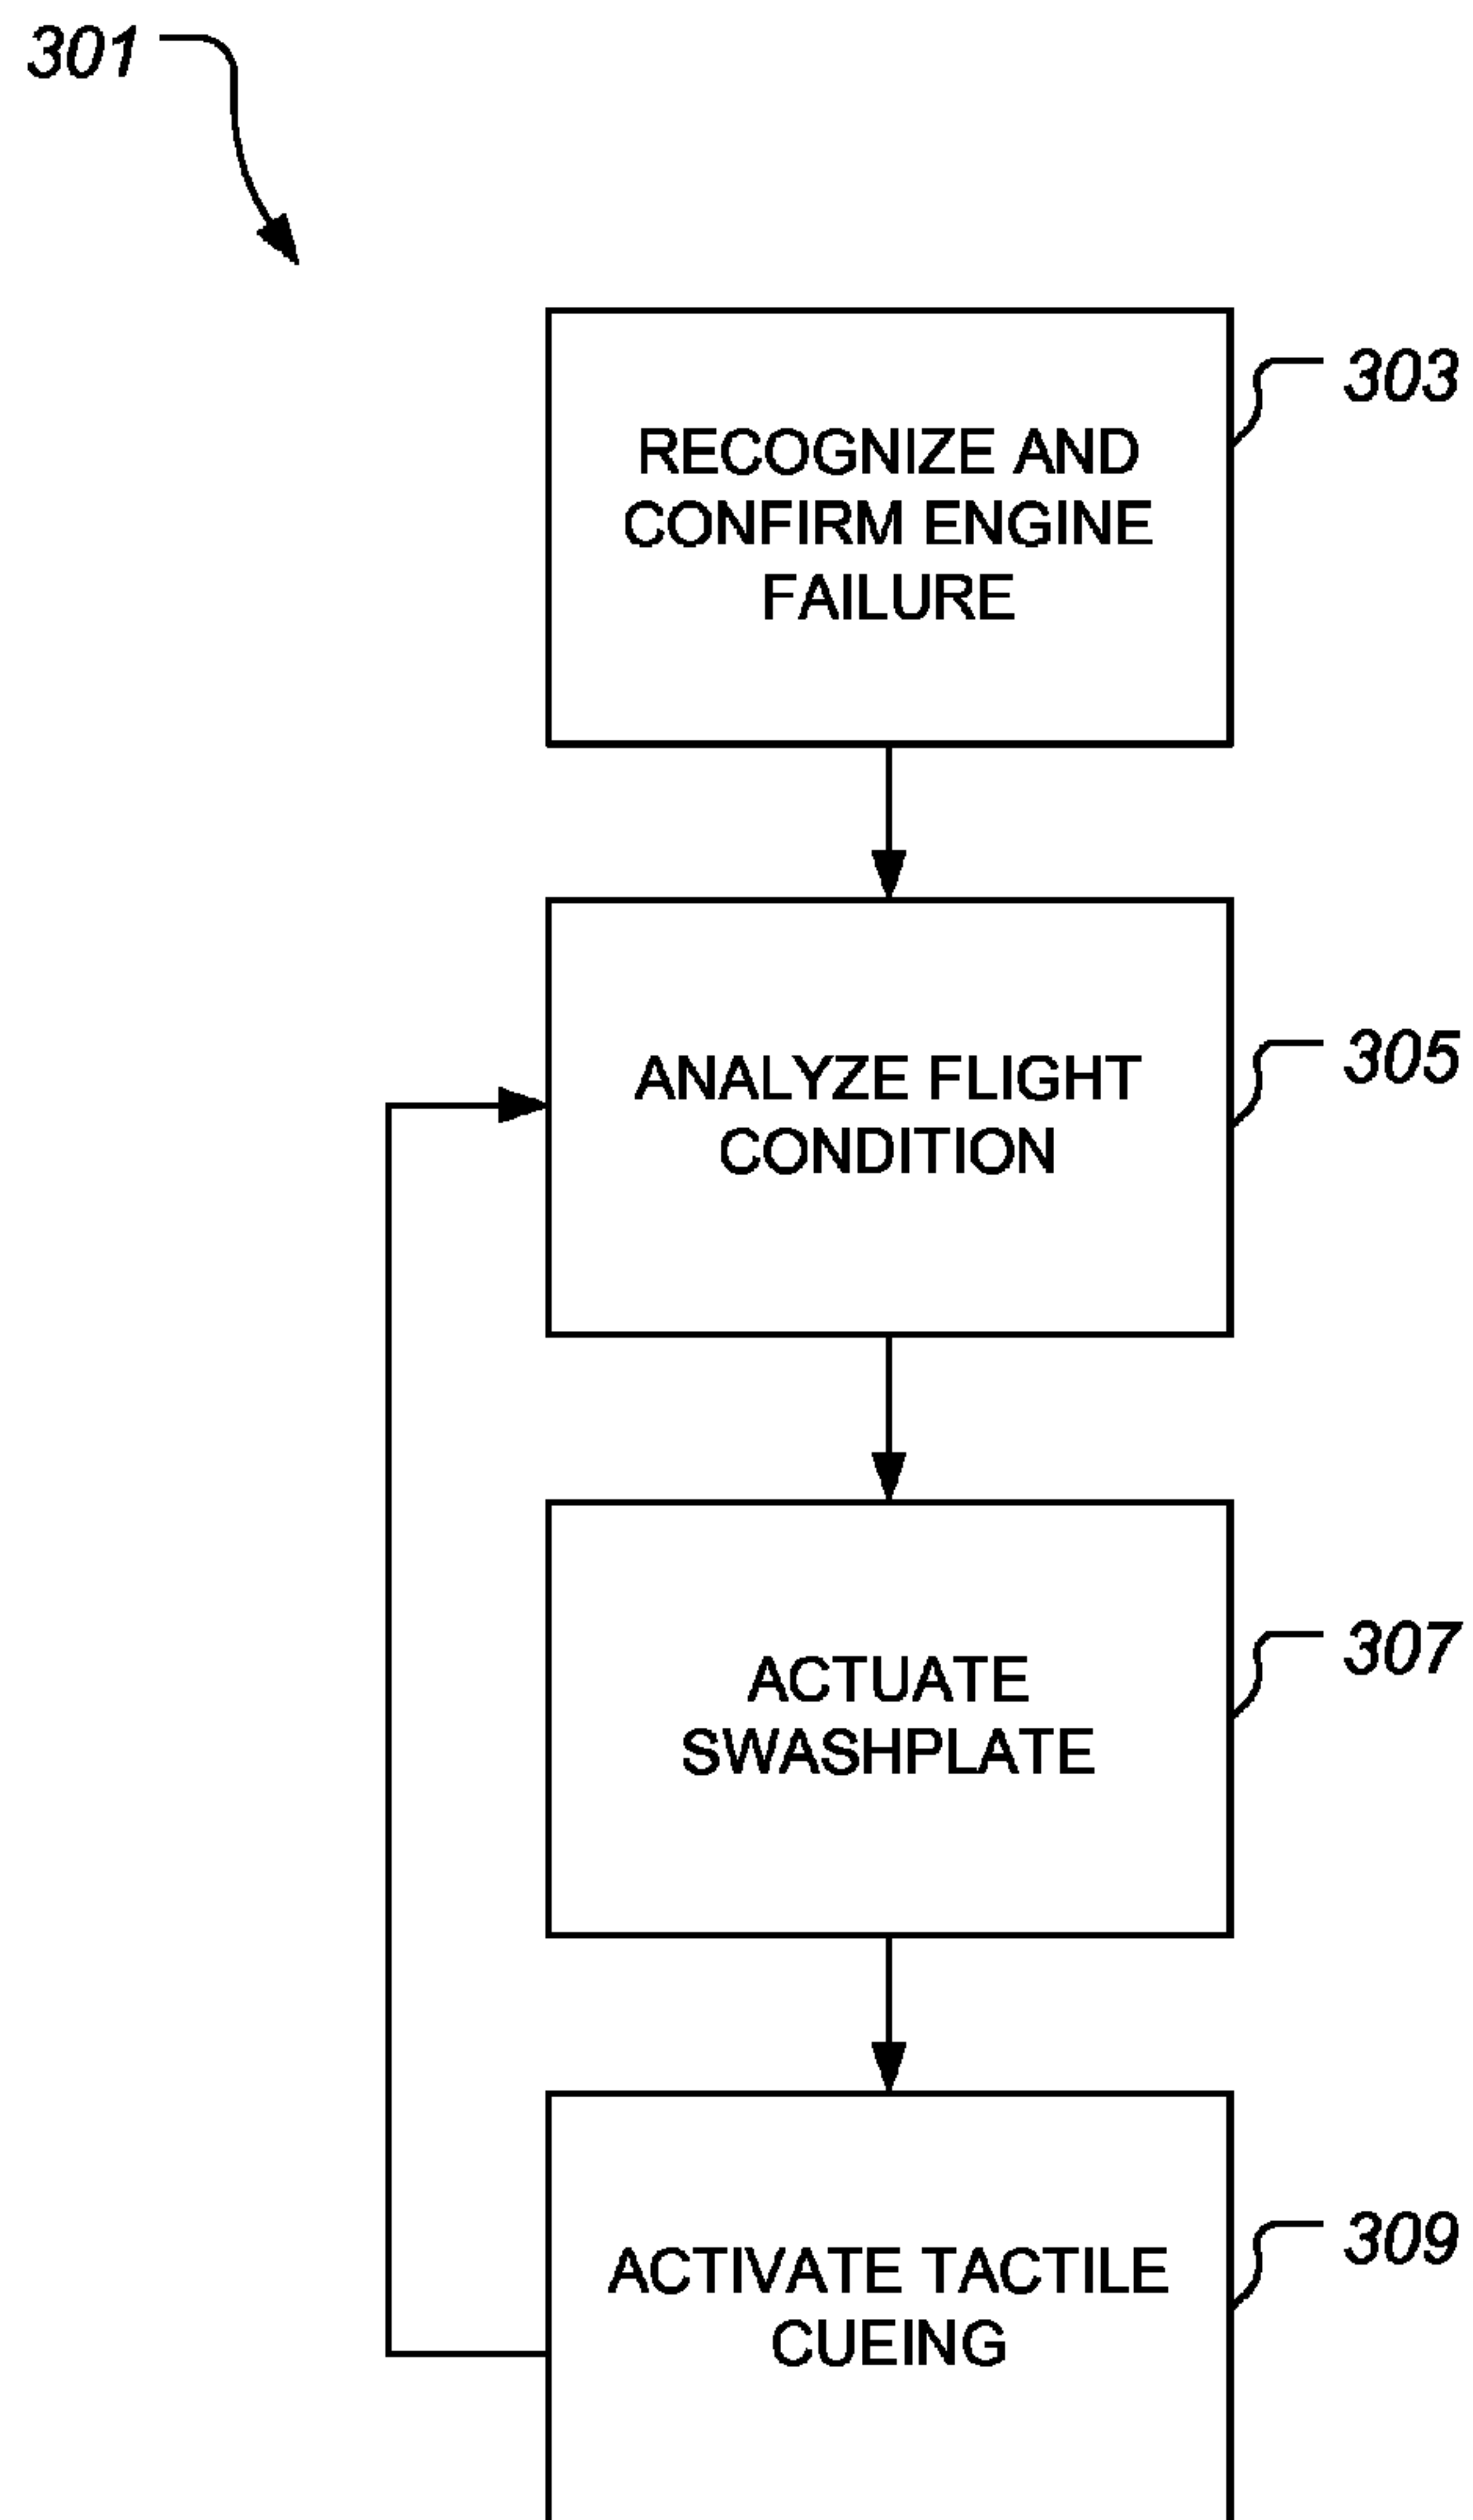 301
303
RECOGNIZE AND
CONFIRM ENGINE
FAILURE
305
ANALYZE FLIGHT
CONDITION
307
ACTUATE
SWASHPLATE
309
ACTIVATE TACTILE
CUEING